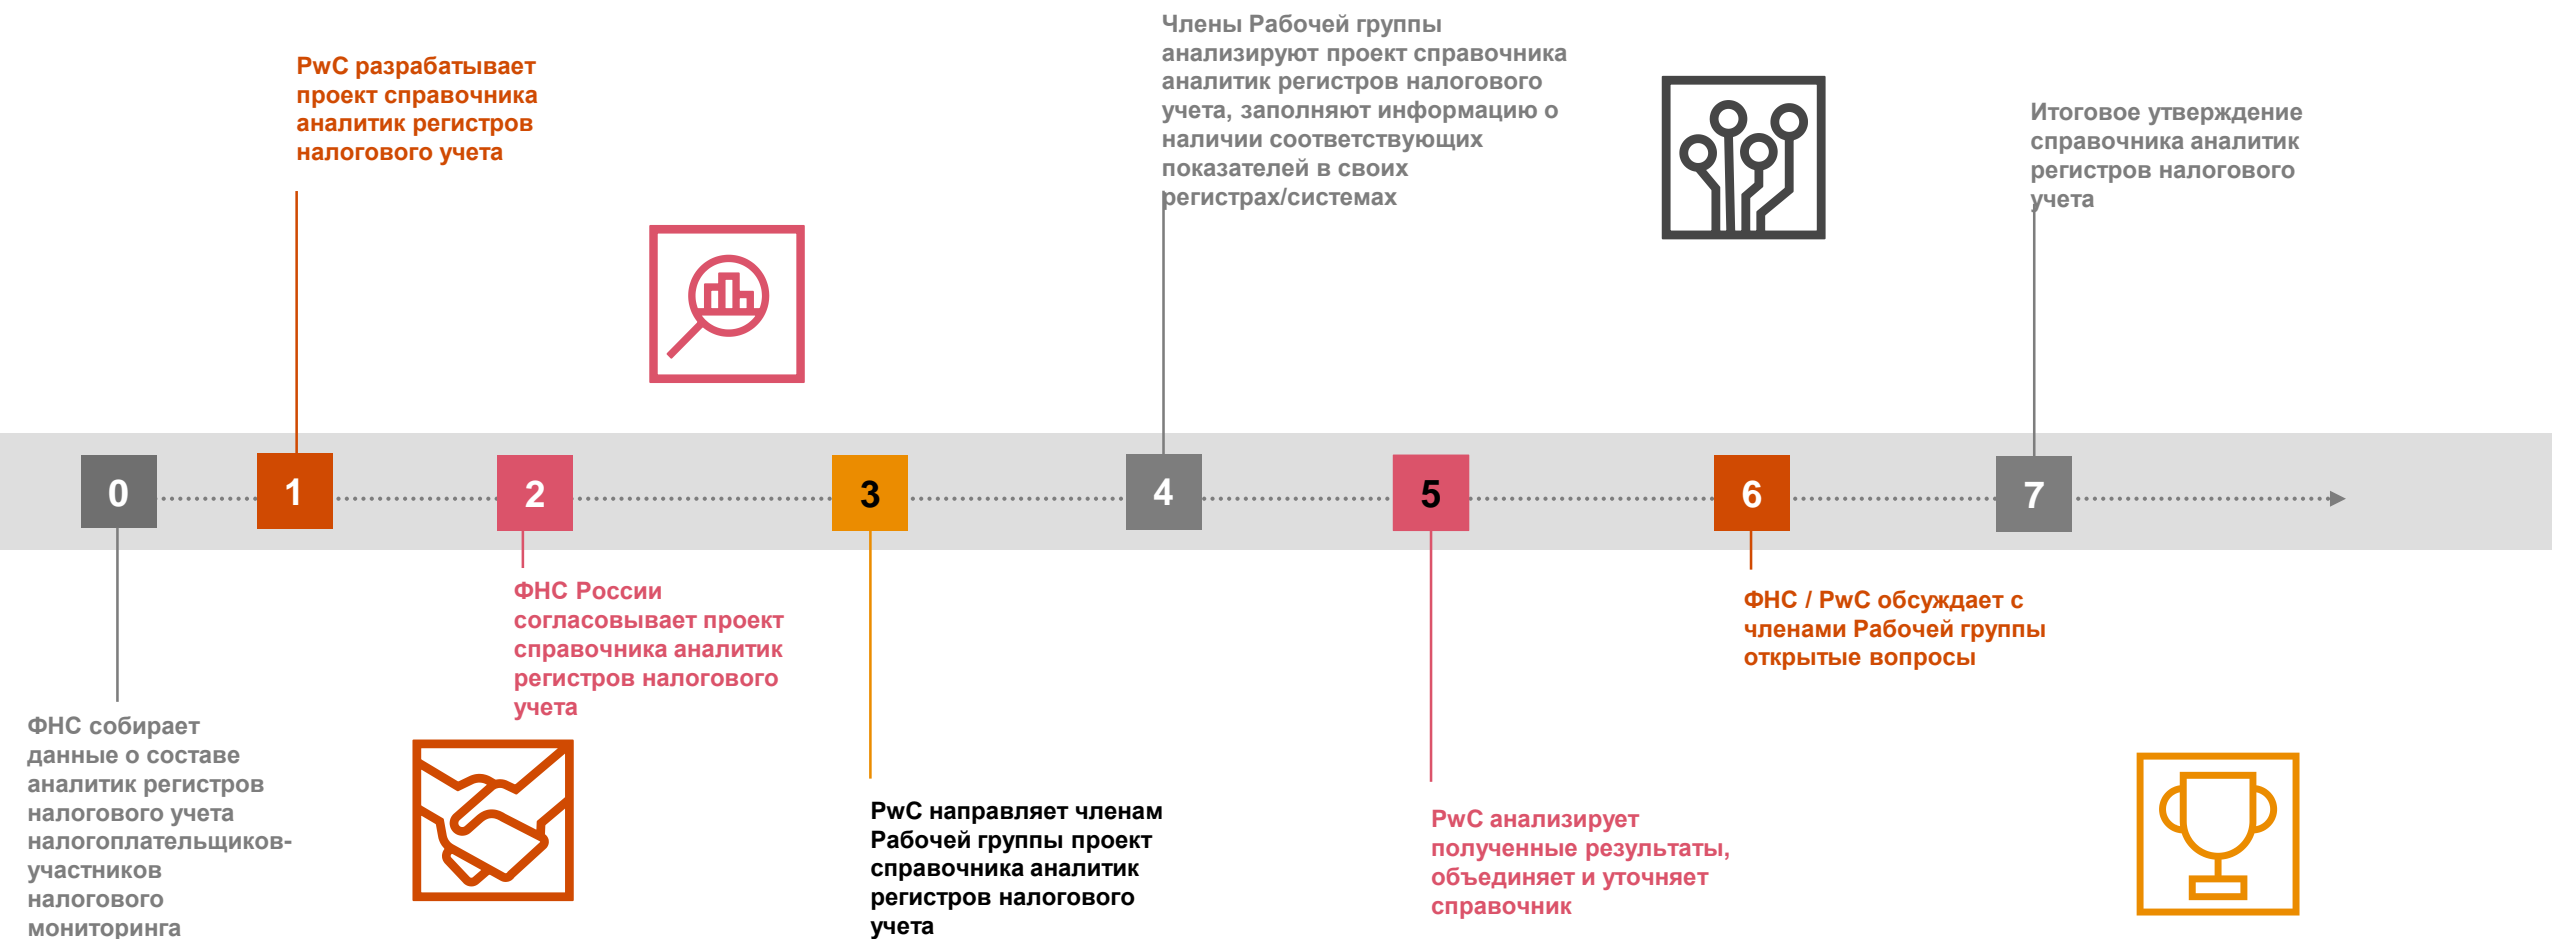 PwC разрабатывает
проект справочника
аналитик регистров
налогового учета
Члены Рабочей группы
анализируют проект справочника
аналитик регистров налогового
учета, заполняют информацию о
наличии соответствующих
показателей в своих
регистрах/системах
Итоговое утверждение
справочника аналитик
регистров налогового
учета
0
1
2
3
4
5
6
7
ФНС собирает
данные о составе
аналитик регистров
налогового учета
налогоплательщиков-
участников
налогового
мониторинга
ФНС России
согласовывает проект
справочника аналитик
регистров налогового
учета
PwC направляет членам
Рабочей группы проект
справочника аналитик
регистров налогового
учета
PwC анализирует
полученные результаты,
объединяет и уточняет
справочник
ФНС / PwC обсуждает с
членами Рабочей группы
открытые вопросы